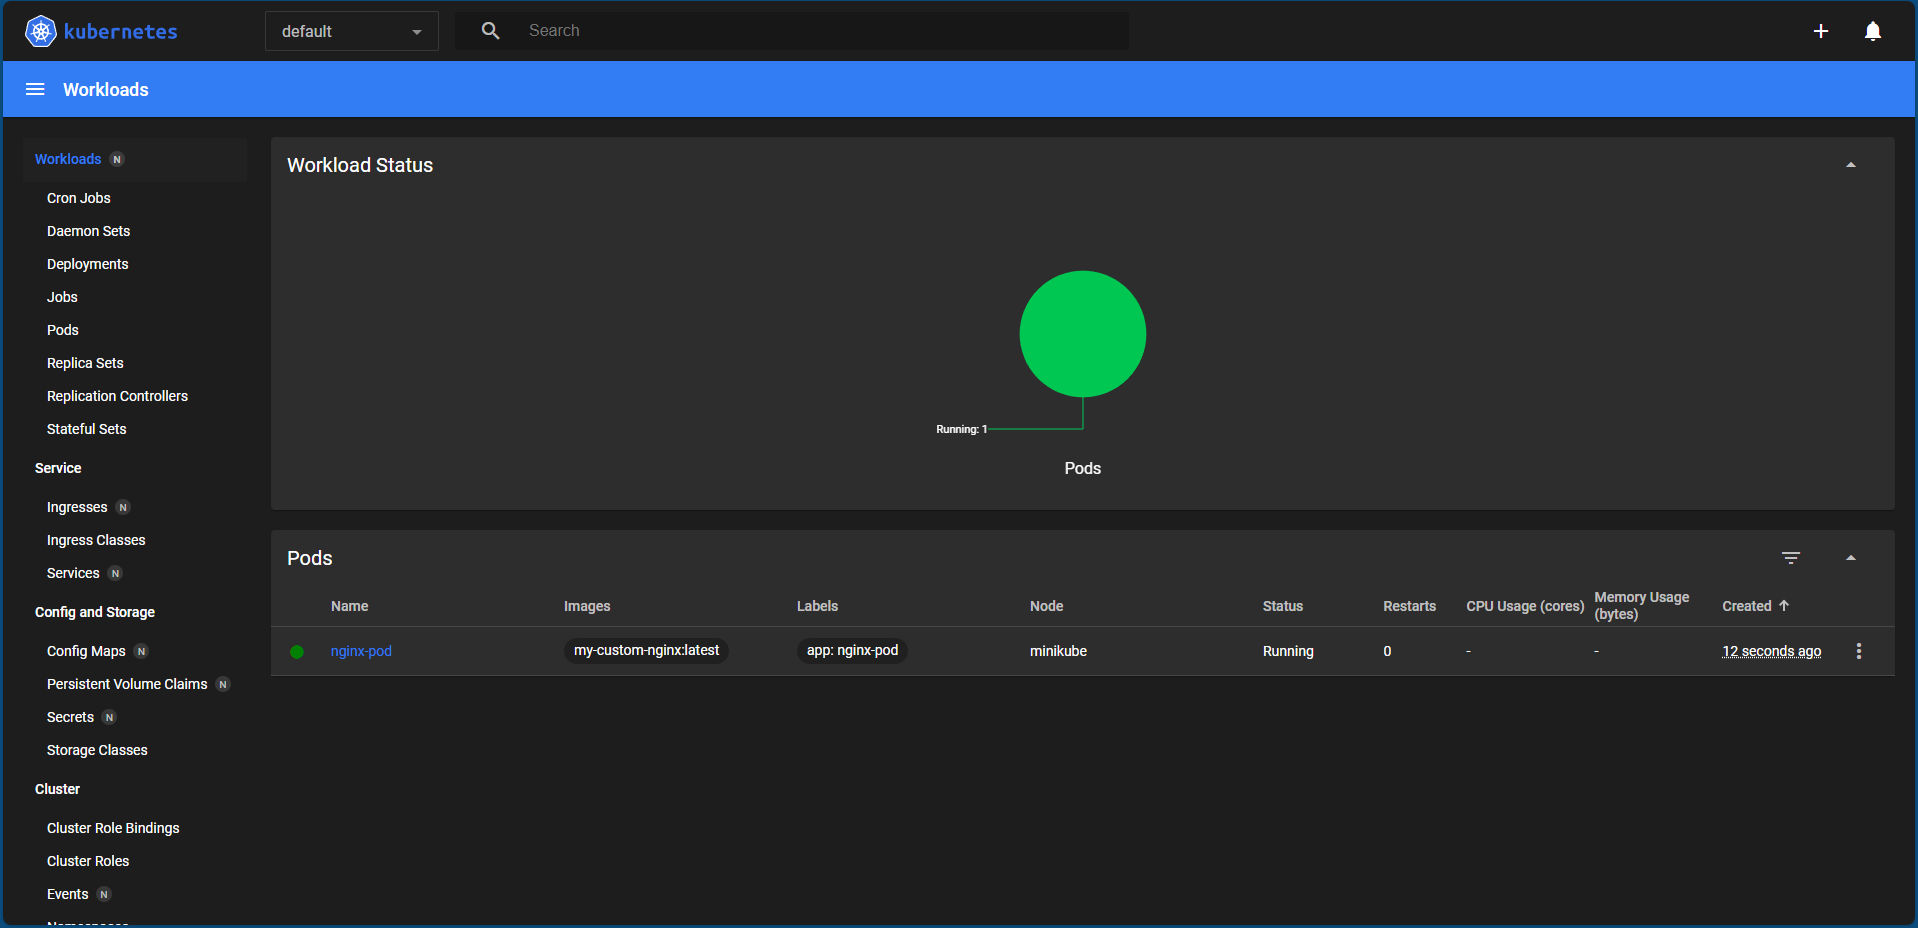 kubernetes
default
Search
Workloads
Workloads N
Cron Jobs
Daemon Sets
Deployments
Jobs
Pods
Replica Sets
Replication Controllers
Stateful Sets
Service
Ingresses N
Ingress Classes
Services N
Config and Storage
Config Maps N
Persistent Volume Claims N
Secrets N
Storage Classes
Cluster
Cluster Role Bindings
Cluster Roles
Events N
Workload Status
Running: 1
Pods
Pods
Name Images Labels Node Status Restarts CPU Usage (cores) Memory Usage (bytes) Created
nginx-pod my-custom-nginx:latest app: nginx-pod minikube Running 0 - - 12 seconds ago